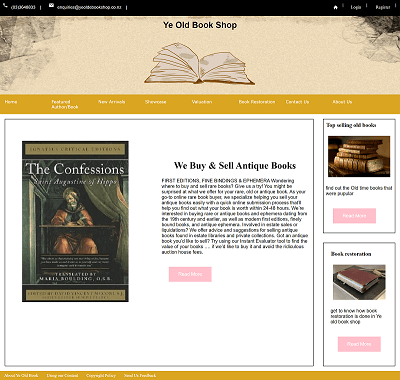 (03)3640833 | enquiries@yeoldebookshop.co.nz | | Login | Register |
Ye Old Book Shop
Home Featured Author/Book New Arrivals Showcase Valuation Book Restoration Contact Us About Us
IGNATIUS CRITICAL EDITIONS
The Confessions
Saint Augustine of Hippo
TRANSLATED BY
MARIA BOULDING, O.S.B.
We Buy & Sell Antique Books
FIRST EDITIONS, FINE BINDINGS & EPHEMERA Wondering
where to buy and sell rare books? Give us a try! You might be
surprised at what we offer for your rare, old or antique book. As your
go-to online rare book buyer, we specialize helping you sell your
antique books easily with a quick online submission process that'll
help you find out what your book is worth within 24-48 hours. We're
interested in buying rare or antique books and ephemera dating from
the 19th century and earlier, as well as modern first editions, finely
bound books, and antique ephemera. Involved in estate sales or
liquidations? We offer advice and suggestions for selling antique
books found in estate libraries and private collections. Got an antique
book you'd like to sell? Try using our Instant Evaluator tool to find the
value of your books .... if we'd like to buy it and avoid the ridiculous
auction house fees.
Read More
Top selling old books
find out the Old time books that
were pupular
Read More
Book restoration
get to know how book
restoration is done in Ye
old book shop
Read More
About Ye Old Book Using our Content Copyright Policy Send Us Feedback